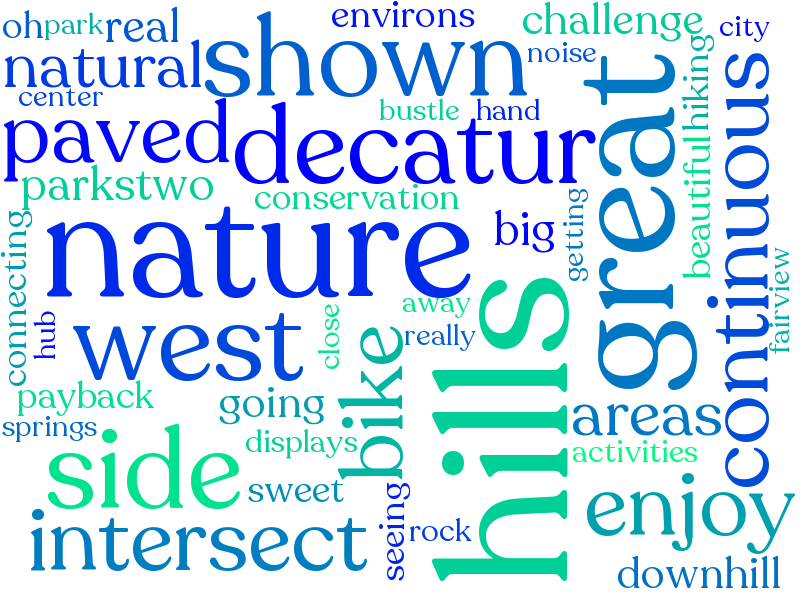 oh
park
real
environs
challenge
city
natural
shown
noise
center
bustle
hand
great
continuous
hiking
beautiful
paved
decatur
parkstwo
conservation
getting
nature
big
connecting
hub
west
close
away
really
hills
fairview
bike
payback
going
areas
springs
displays
activities
side
sweet
seeing
rock
enjoy
intersect
downhill